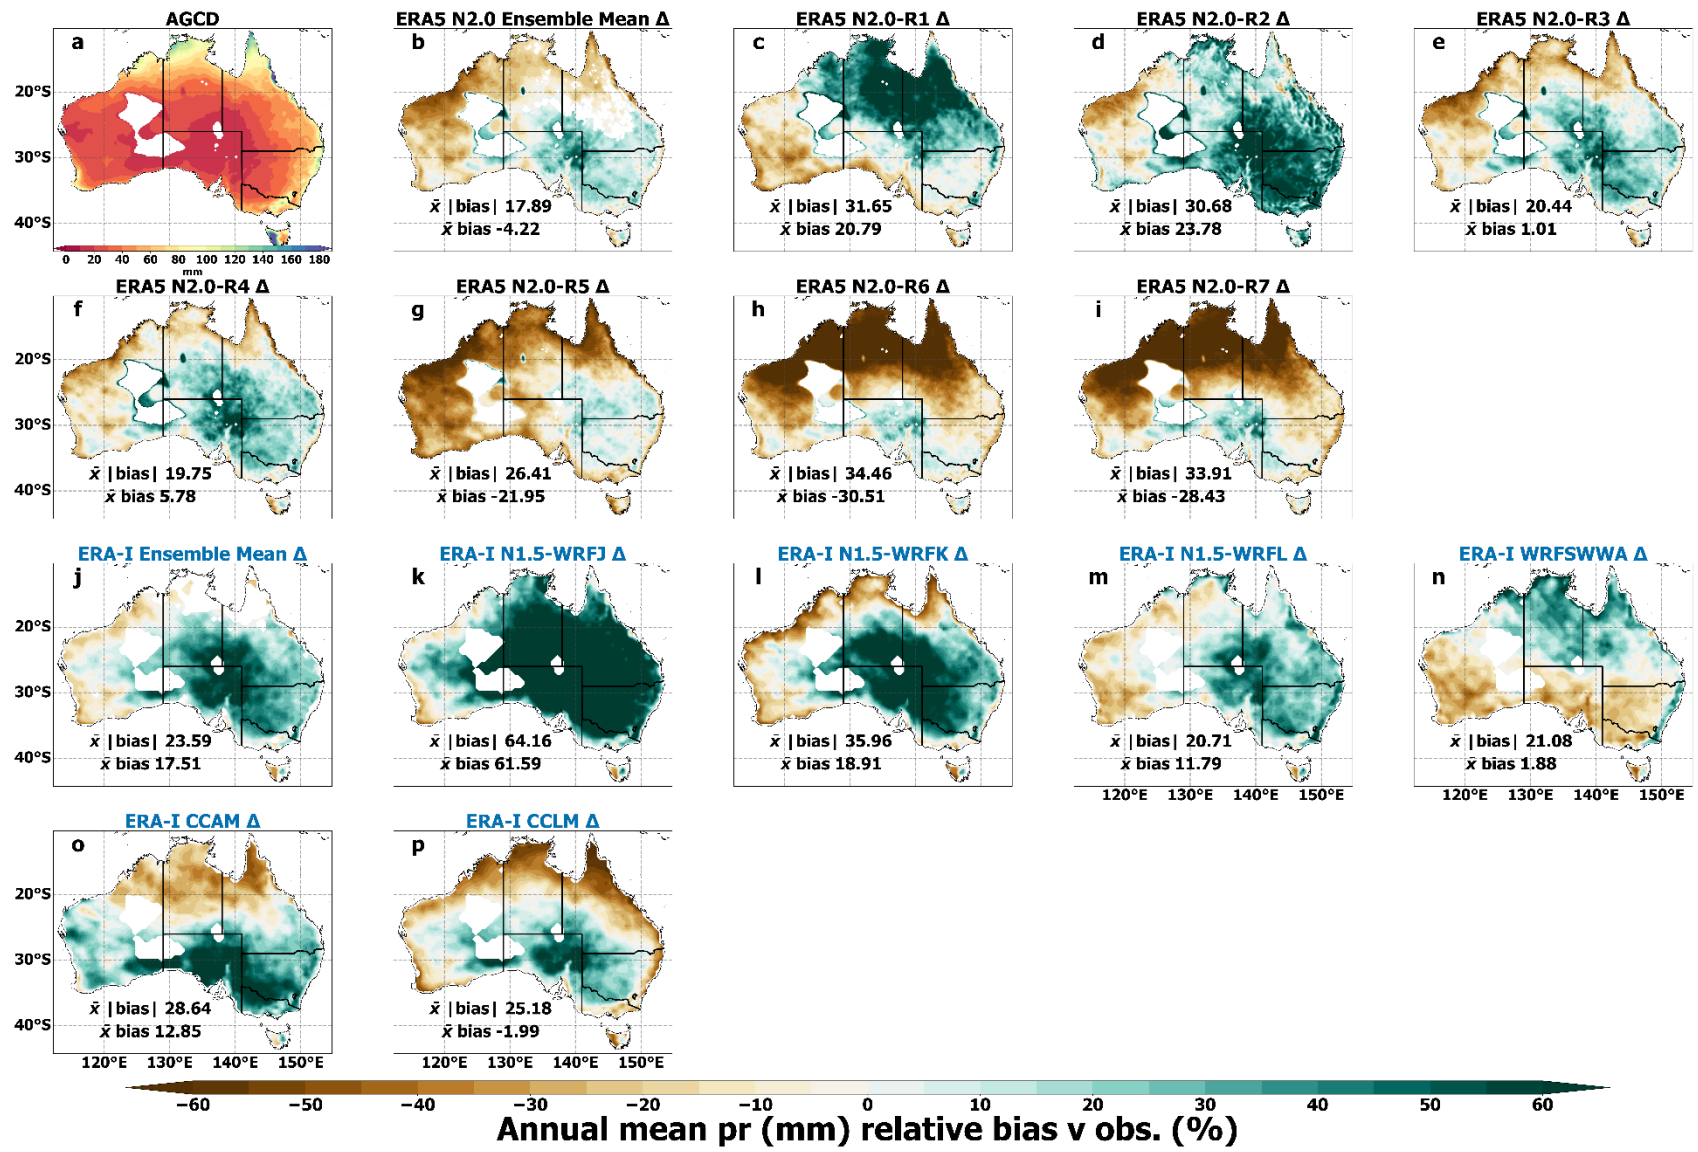 AGCD
ERA5 N2.0 Ensemble Mean Δ
ERA5 N2.0-R1 Δ
ERA5 N2.0-R2 Δ
ERA5 N2.0-R3 Δ
a
b
c
d
e
20°S
30°S
40°S
x̄ |bias| 17.89
x̄ bias -4.22
x̄ |bias| 31.65
x̄ bias 20.79
x̄ |bias| 30.68
x̄ bias 23.78
x̄ |bias| 20.44
x̄ bias 1.01
0 20 40 60 80 100 120 140 160 180
mm
ERA5 N2.0-R4 Δ
ERA5 N2.0-R5 Δ
ERA5 N2.0-R6 Δ
ERA5 N2.0-R7 Δ
f
g
h
i
20°S
30°S
40°S
x̄ |bias| 19.75
x̄ bias 5.78
x̄ |bias| 26.41
x̄ bias -21.95
x̄ |bias| 34.46
x̄ bias -30.51
x̄ |bias| 33.91
x̄ bias -28.43
ERA-I Ensemble Mean Δ
ERA-I N1.5-WRFJ Δ
ERA-I N1.5-WRFK Δ
ERA-I N1.5-WRFL Δ
ERA-I WRFSWWA Δ
j
k
l
m
n
20°S
30°S
40°S
x̄ |bias| 23.59
x̄ bias 17.51
x̄ |bias| 64.16
x̄ bias 61.59
x̄ |bias| 35.96
x̄ bias 18.91
x̄ |bias| 20.71
x̄ bias 11.79
x̄ |bias| 21.08
x̄ bias 1.88
120°E 130°E 140°E 150°E
120°E 130°E 140°E 150°E
ERA-I CCAM Δ
ERA-I CCLM Δ
o
p
20°S
30°S
40°S
x̄ |bias| 28.64
x̄ bias 12.85
x̄ |bias| 25.18
x̄ bias -1.99
120°E 130°E 140°E 150°E
120°E 130°E 140°E 150°E
−60 −50 −40 −30 −20 −10 0 10 20 30 40 50 60
Annual mean pr (mm) relative bias v obs. (%)